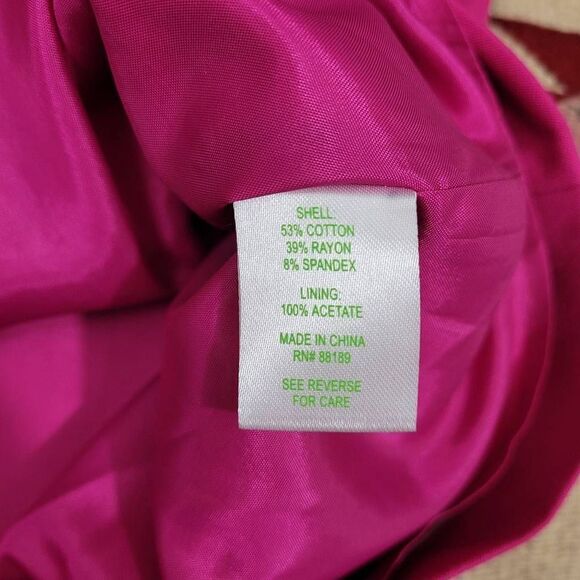 SHELL:
53% COTTON
39% RAYON
8% SPANDEX
LINING:
100% ACETATE
MADE IN CHINA
RN# 88189
SEE REVERSE
FOR CARE